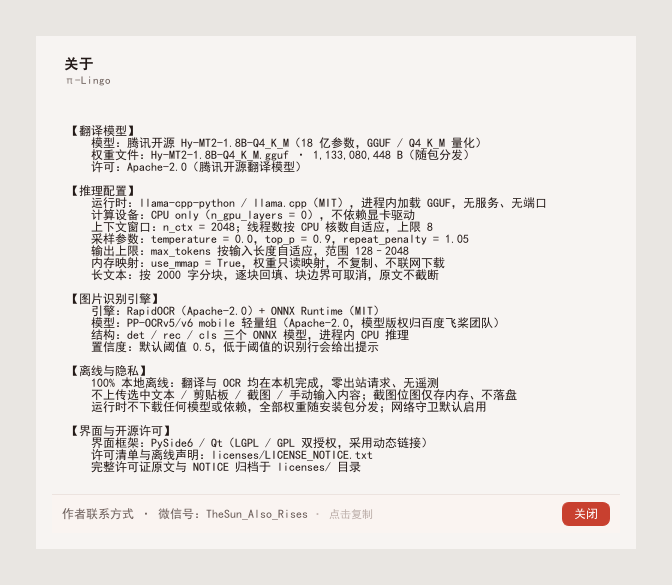 关于
π-Lingo
【翻译模型】
模型: 腾讯开源 Hy-MT2-1.8B-Q4_K_M（18 亿参数, GGUF / Q4_K_M 量化）
权重文件: Hy-MT2-1.8B-Q4_K_M.gguf · 1,133,080,448 B（随包分发）
许可: Apache-2.0（腾讯开源翻译模型）
【推理配置】
运行时: llama-cpp-python / llama.cpp（MIT）, 进程内加载 GGUF, 无服务、无端口
计算设备: CPU only（n_gpu_layers = 0）, 不依赖显卡驱动
上下文窗口: n_ctx = 2048; 线程数按 CPU 核数自适应, 上限 8
采样参数: temperature = 0.0, top_p = 0.9, repeat_penalty = 1.05
输出上限: max_tokens 按输入长度自适应, 范围 128–2048
内存映射: use_mmap = True, 权重只读映射, 不复制、不联网下载
长文本: 按 2000 字分块, 逐块回填、块边界可取消, 原文不截断
【图片识别引擎】
引擎: RapidOCR（Apache-2.0）+ ONNX Runtime（MIT）
模型: PP-OCRv5/v6 mobile 轻量组（Apache-2.0, 模型版权归百度飞桨团队）
结构: det / rec / cls 三个 ONNX 模型, 进程内 CPU 推理
置信度: 默认阈值 0.5, 低于阈值的识别行会给出提示
【离线与隐私】
100% 本地离线: 翻译与 OCR 均在本机完成, 零出站请求、无遥测
不上传选中文本 / 剪贴板 / 截图 / 手动输入内容; 截图位图仅存内存、不落盘
运行时不下载任何模型或依赖, 全部权重随安装包分发; 网络守卫默认启用
【界面与开源许可】
界面框架: PySide6 / Qt（LGPL / GPL 双授权, 采用动态链接）
许可清单与离线声明: licenses/LICENSE_NOTICE.txt
完整许可证原文与 NOTICE 归档于 licenses/ 目录
作者联系方式 · 微信号: TheSun_Also_Rises · 点击复制
关闭